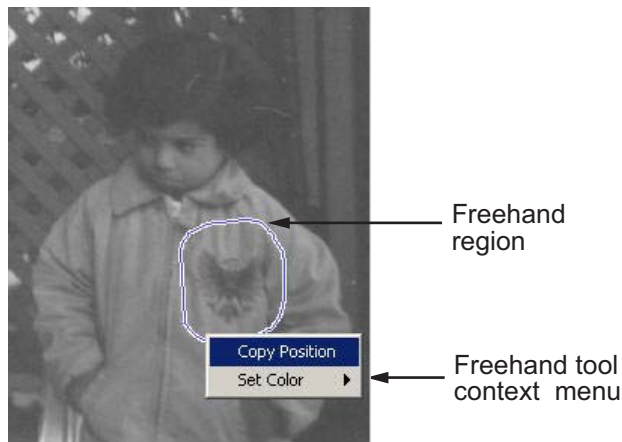 Freehand
region
Copy Position
Set Color
Freehand tool
context menu